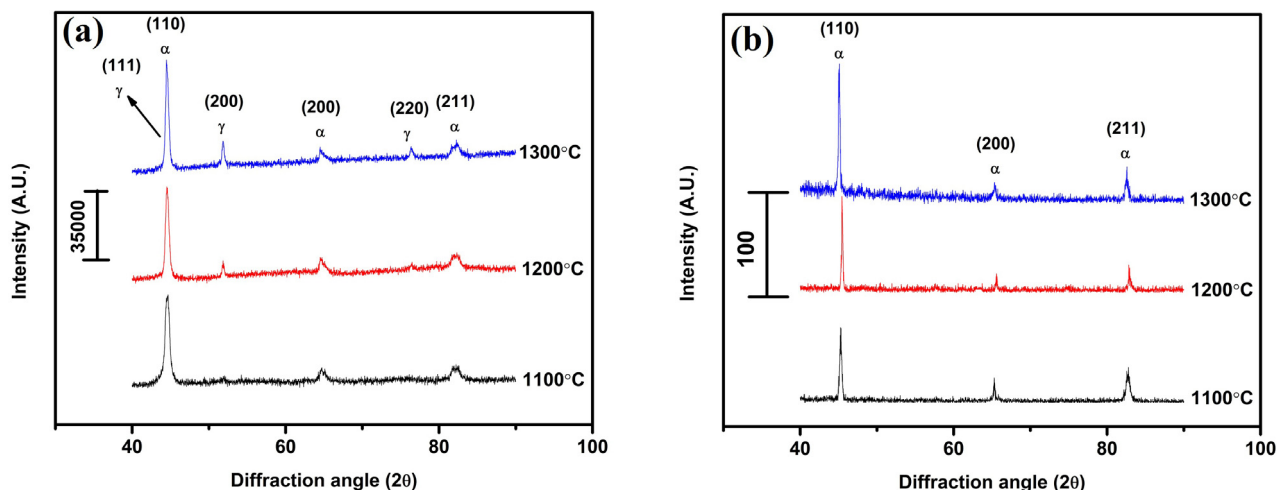 (a)
(110)
α
(111)
γ
(200)
γ
(200)
α
(220)
γ
(211)
α
1300°C
1200°C
1100°C
35000
Intensity (A.U.)
40
60
80
100
Diffraction angle (2θ)
(b)
(110)
α
(200)
α
(211)
α
1300°C
1200°C
1100°C
100
Intensity (A.U.)
40
60
80
100
Diffraction angle (2θ)